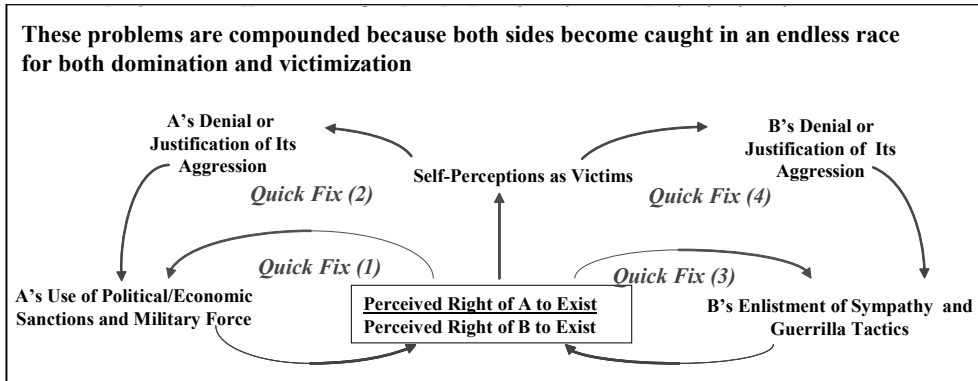 These problems are compounded because both sides become caught in an endless race
for both domination and victimization
A's Denial or
Justification of Its
Aggression
B's Denial or
Justification of Its
Aggression
Self-Perceptions as Victims
Quick Fix (2)
Quick Fix (4)
Quick Fix (1)
Quick Fix (3)
A's Use of Political/Economic
Sanctions and Military Force
Perceived Right of A to Exist
Perceived Right of B to Exist
B's Enlistment of Sympathy and
Guerrilla Tactics